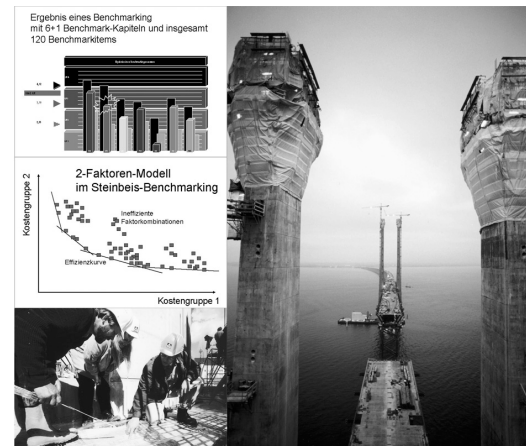 Ergebnis eines Benchmarking
mit 6+1 Benchmark-Kapiteln und insgesamt
120 Benchmarkitems
2-Faktoren-Modell
im Steinbeis-Benchmarking
Kostengruppe 2
Ineffiziente
Faktorkombinationen
Effizienzkurve
Kostengruppe 1